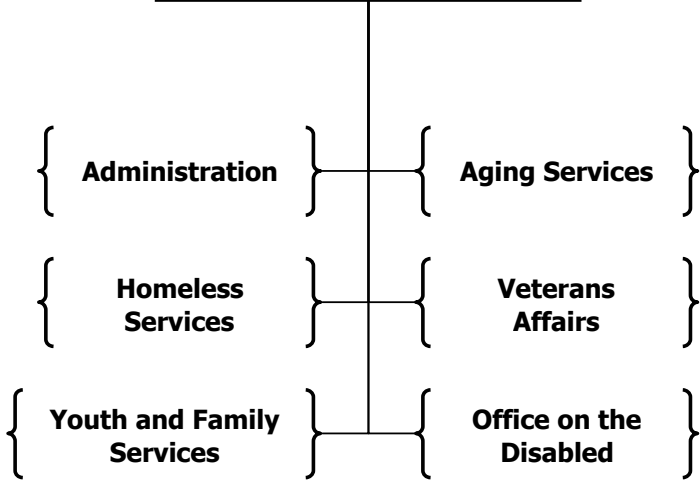 Administration
Aging Services
Homeless
Services
Veterans
Affairs
Youth and Family
Services
Office on the
Disabled